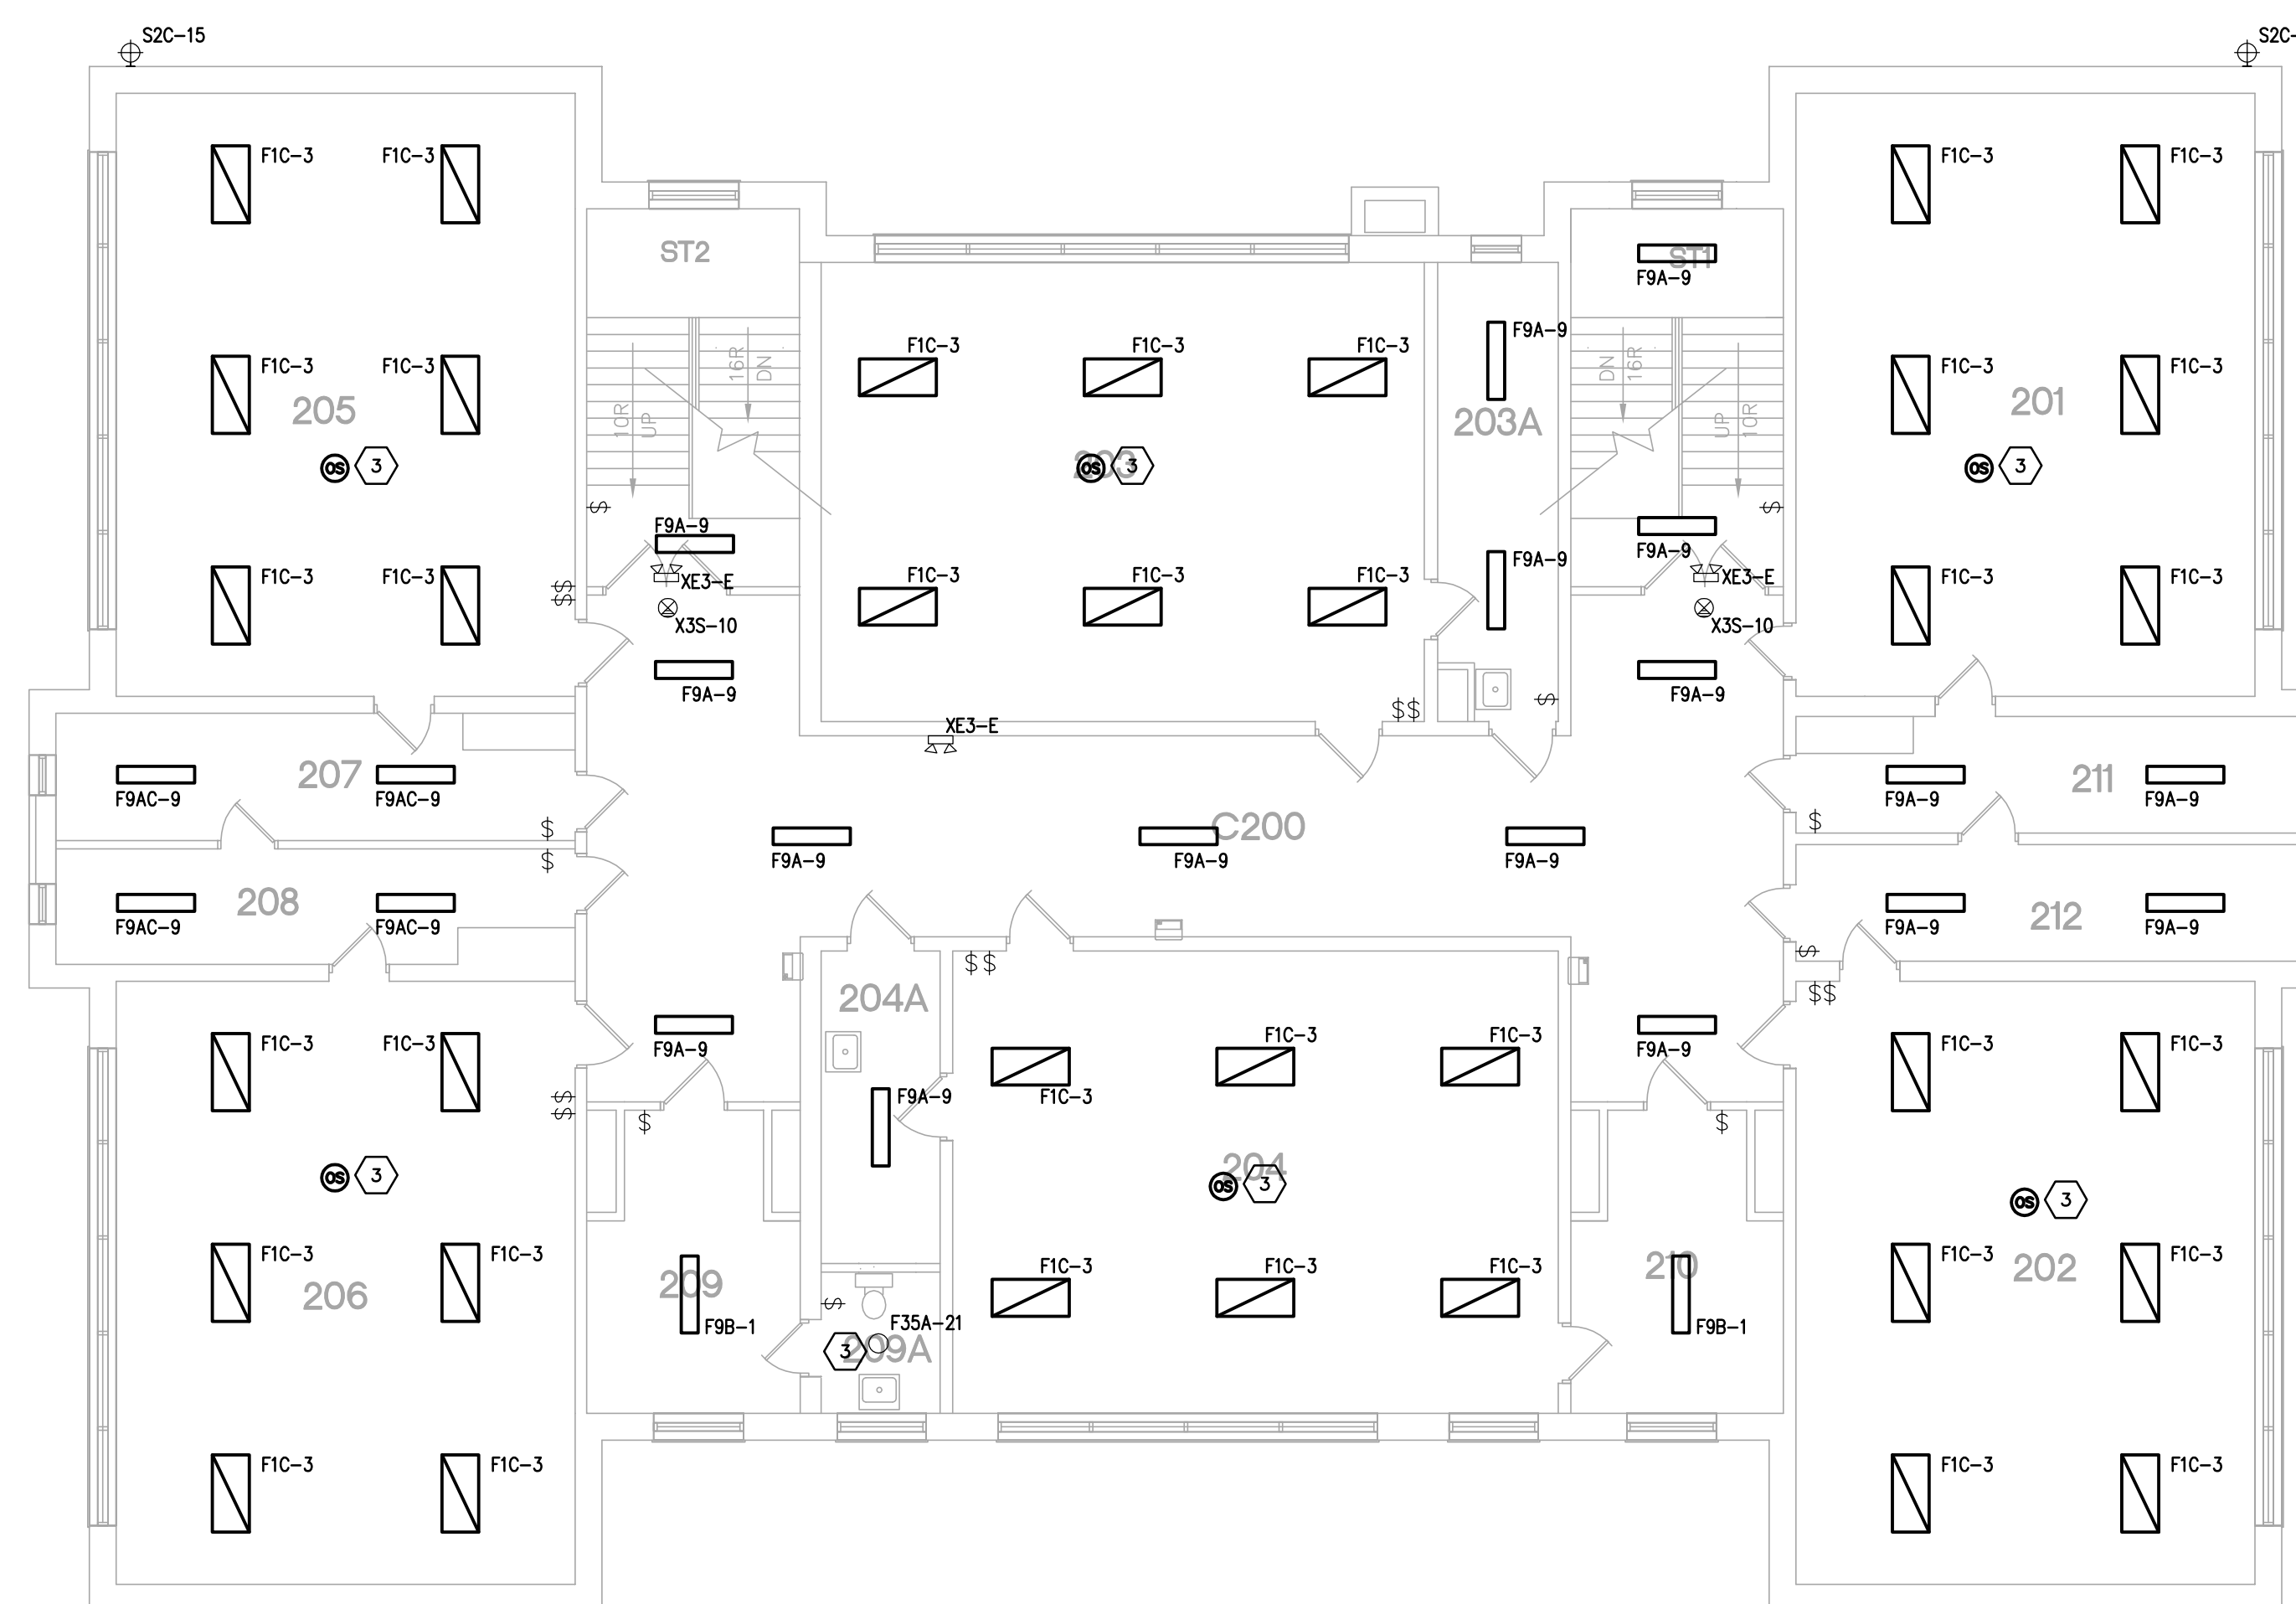 S2C-15
S2C-
F1C-3 F1C-3 F1C-3 F1C-3
ST2 ST1
F9A-9
F9A-9
F1C-3 F1C-3 F1C-3
F1C-3 F1C-3 F1C-3 F1C-3
16R DN DN 16R
10R UP UP 10R
205 203A 201
OS 3 203 OS 3 OS 3
$ $
F9A-9 F9A-9
F9A-9
XE3-E XE3-E
F1C-3 F1C-3 F1C-3 F1C-3 F1C-3 F1C-3 F1C-3
$$
X3S-10 X3S-10
F9A-9 F9A-9
$$ $
XE3-E
207 211
F9AC-9 F9AC-9 F9A-9 F9A-9
$ C200 $
$ F9A-9 F9A-9 F9A-9
208 212
F9AC-9 F9AC-9 F9A-9 F9A-9
$$ $
204A $$
F1C-3 F1C-3 F1C-3 F1C-3 F1C-3 F1C-3
F9A-9 F9A-9
$$ F9A-9 F1C-3
$ $
OS 3 204 OS 3 OS 3
F1C-3 F1C-3 F1C-3 F1C-3 F1C-3 F1C-3 F1C-3
206 209 210 202
$
F9B-1 F35A-21 F9B-1
3 209A
F1C-3 F1C-3 F1C-3 F1C-3